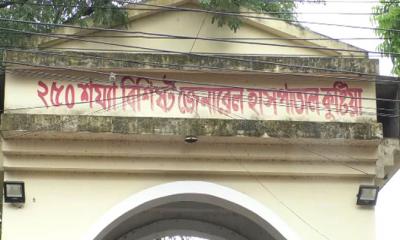 ২৫০ শয্যা বিশিষ্ট জেনারেল হাসপাতাল কুষ্টিয়া